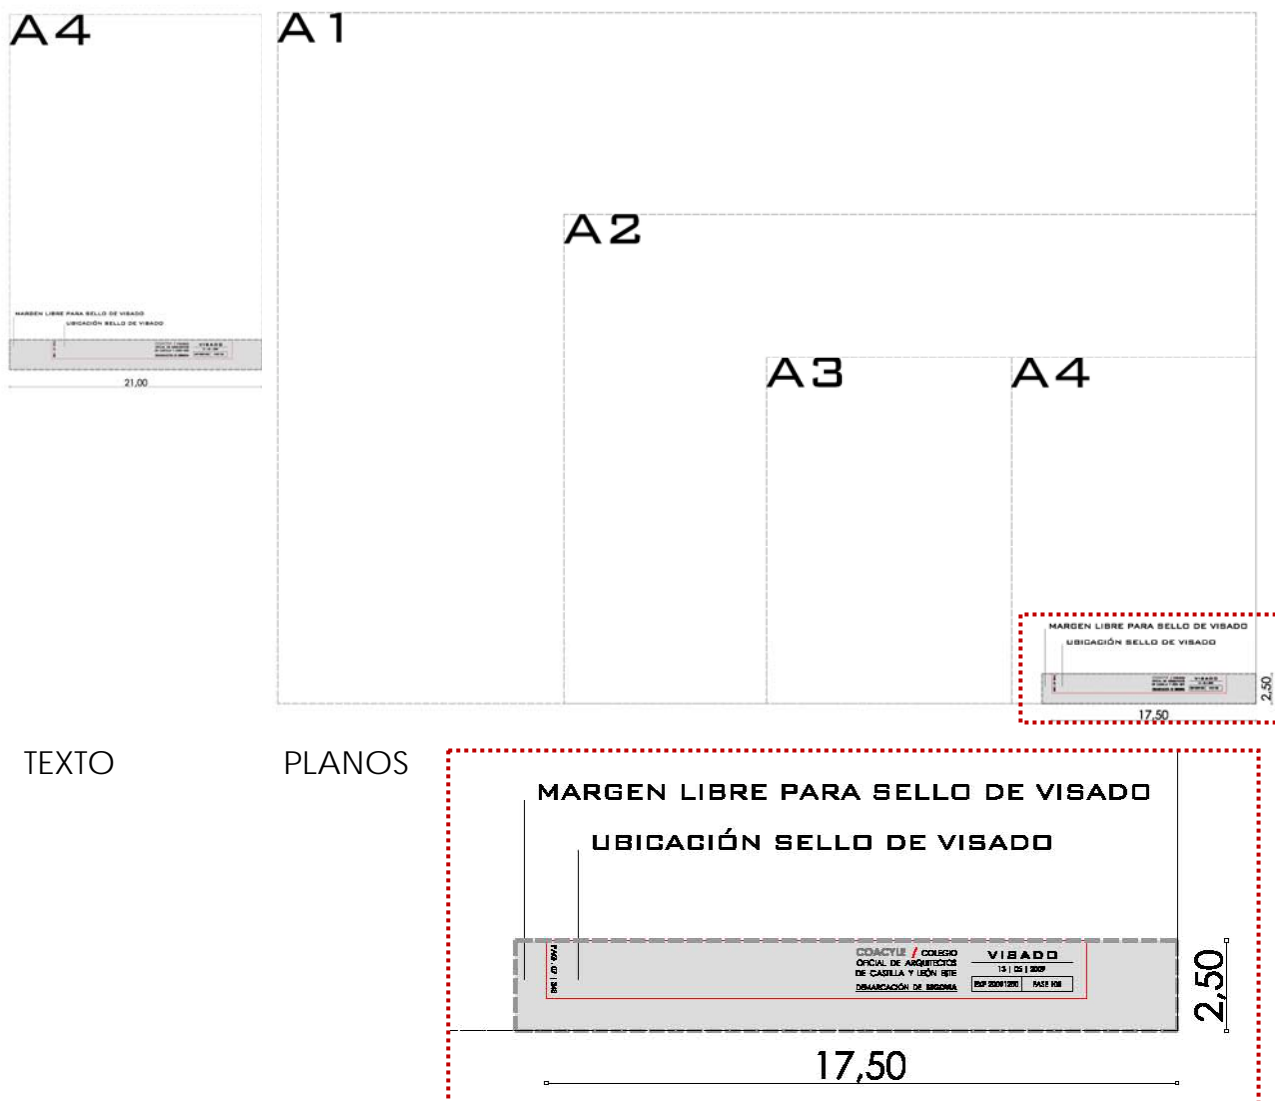 A4
A1
A2
A3
A4
MARGEN LIBRE PARA SELLO DE VISADO
UBICACIÓN SELLO DE VISADO
VISADO
21,00
MARGEN LIBRE PARA SELLO DE VISADO
UBICACIÓN SELLO DE VISADO
VISADO
2,50
17,50
TEXTO
PLANOS
MARGEN LIBRE PARA SELLO DE VISADO
UBICACIÓN SELLO DE VISADO
COACYLE / COLEGIO
OFICIAL DE ARQUITECTOS
DE CASTILLA Y LEÓN ESTE
DEMARCACIÓN DE SEGOVIA
VISADO
13 | 05 | 2009
FASE
2,50
17,50